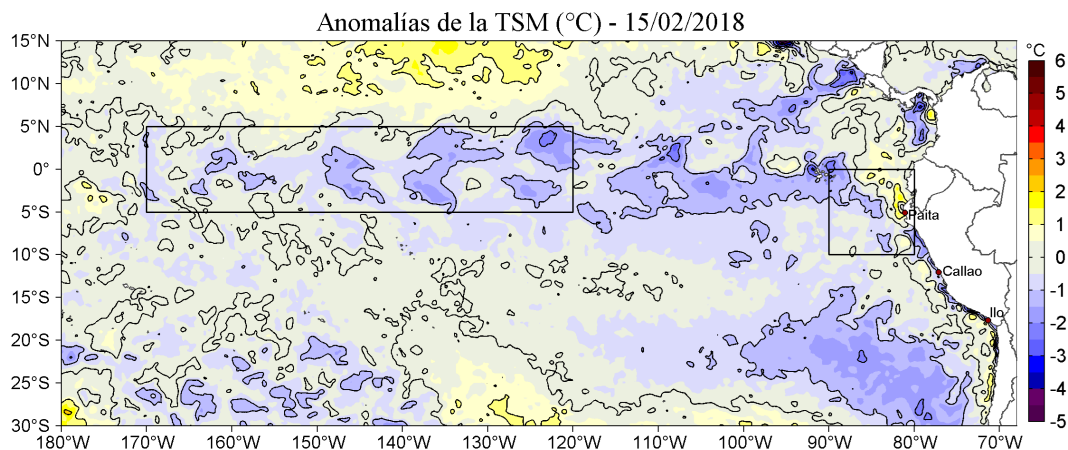 Anomalías de la TSM (°C) - 15/02/2018
15°N
10°N
5°N
0°
5°S
10°S
15°S
20°S
25°S
30°S
180°W
170°W
160°W
150°W
140°W
130°W
120°W
110°W
100°W
90°W
80°W
70°W
Paita
Callao
Ilo
°C
6
5
4
3
2
1
0
-1
-2
-3
-4
-5